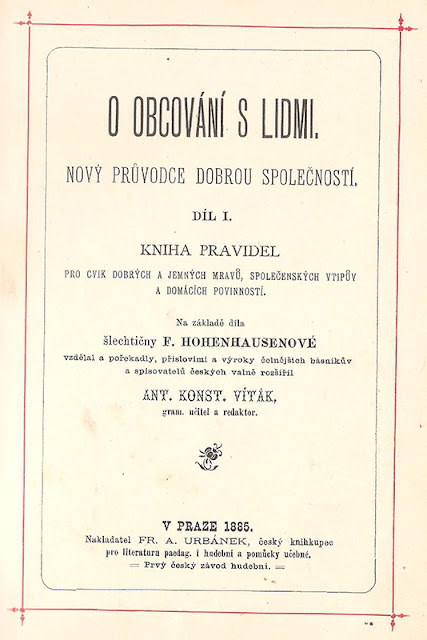 O OBCOVÁNÍ S LIDMI.
NOVÝ PRŮVODCE DOBROU SPOLEČNOSTÍ.
DÍL I.
KNIHA PRAVIDEL
PRO CVIK DOBRÝCH A JEMNÝCH MRAVŮ, SPOLEČENSKÝCH VTIPŮV
A DOMÁCÍCH POVINNOSTÍ.
Na základě díla
šlechtičny F. HOHENHAUSENOVÉ
vzdělal a pořekadly, příslovími a výroky čelnějších básníkův
a spisovatelů českých valně rozšířil
ANT. KONST. VÍTÁK,
gram. učitel a redaktor.
V PRAZE 1885.
Nakladatel FR. A. URBÁNEK, český knihkupec
pro literaturu paedag. i hudební a pomůcky učebné.
Prvý český závod hudební.